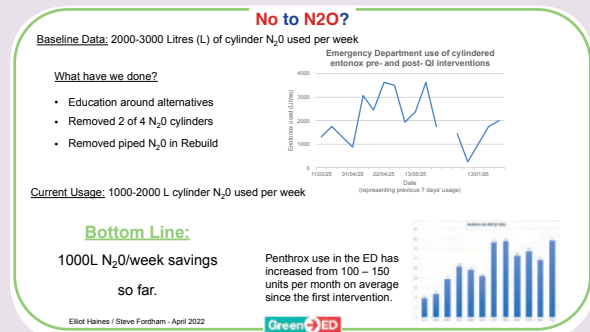 No to N2O?
Baseline Data: 2000-3000 Litres (L) of cylinder N₂0 used per week
What have we done?
• Education around alternatives
• Removed 2 of 4 N₂0 cylinders
• Removed piped N₂0 in Rebuild
Emergency Department use of cylindered
entonox pre- and post- QI interventions
Entonox used (Litres)
4000
3000
2000
1000
0
11/03/25 01/04/25 22/04/25 13/05/25 13/01/26
Date
(representing previous 7 days' usage)
Current Usage: 1000-2000 L cylinder N₂0 used per week
Bottom Line:
1000L N₂0/week savings
so far.
Penthrox use in the ED has
increased from 100 – 150
units per month on average
since the first intervention.
Elliot Haines / Steve Fordham - April 2022
Green ED